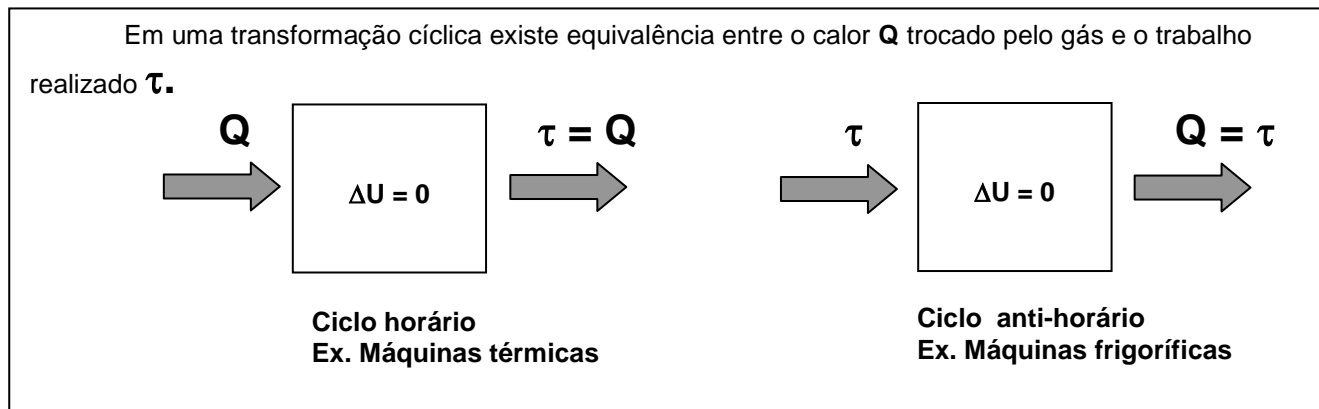 Em uma transformação cíclica existe equivalência entre o calor Q trocado pelo gás e o trabalho
realizado τ.
Q
τ = Q
τ
Q = τ
ΔU = 0
ΔU = 0
Ciclo horário
Ex. Máquinas térmicas
Ciclo anti-horário
Ex. Máquinas frigoríficas